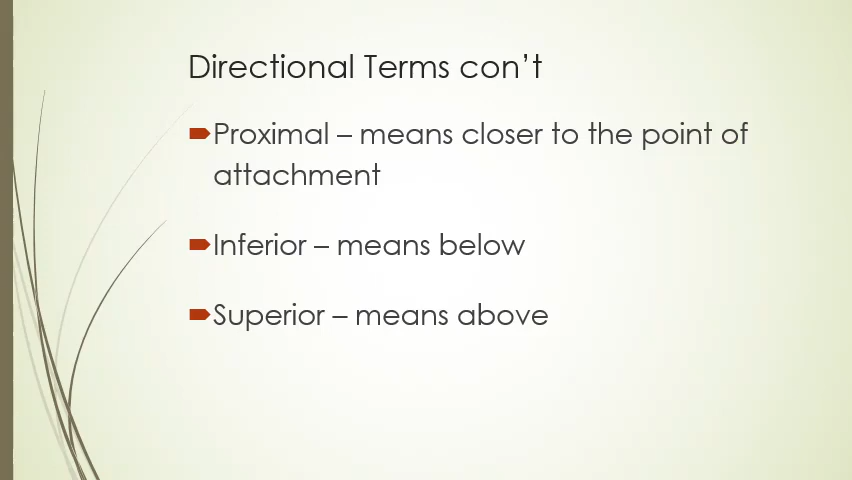 Directional Terms con’t
Proximal – means closer to the point of
attachment
Inferior – means below
Superior – means above